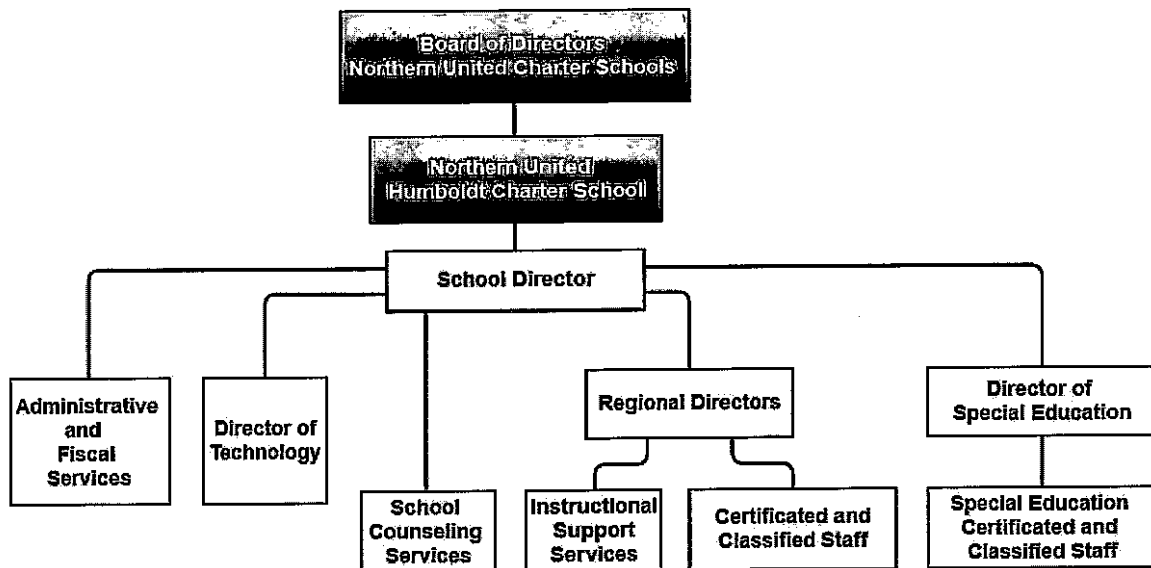 Board of Directors
Northern United Charter Schools
Northern United
Humboldt Charter School
School Director
Administrative
and
Fiscal
Services
Director of
Technology
School
Counseling
Services
Regional Directors
Instructional
Support
Services
Certificated and
Classified Staff
Director of
Special Education
Special Education
Certificated and
Classified Staff